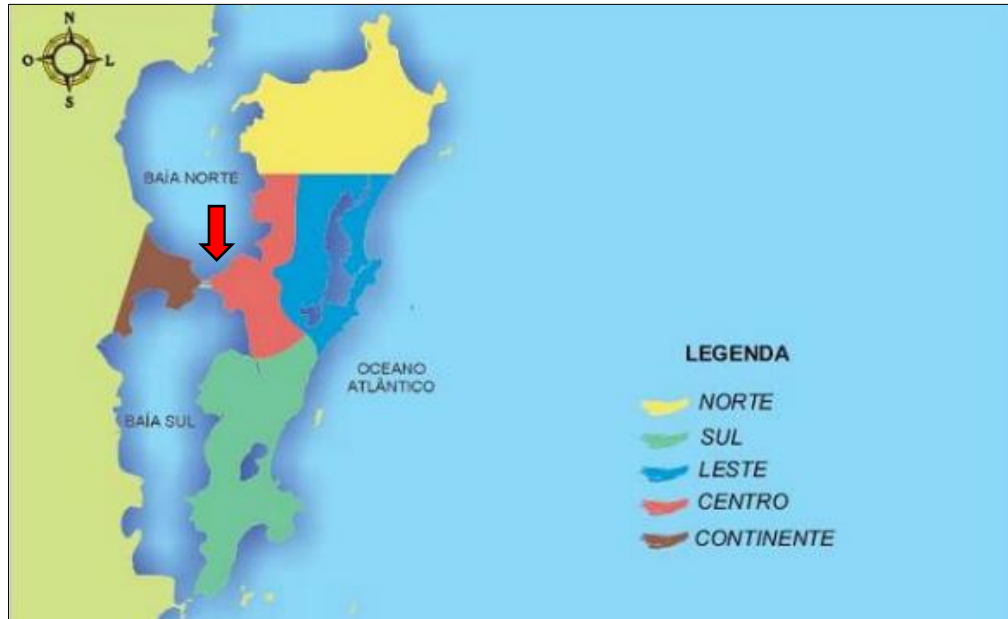 N
O L
S
BAÍA NORTE
OCEANO
ATLÂNTICO
BAÍA SUL
LEGENDA
NORTE
SUL
LESTE
CENTRO
CONTINENTE